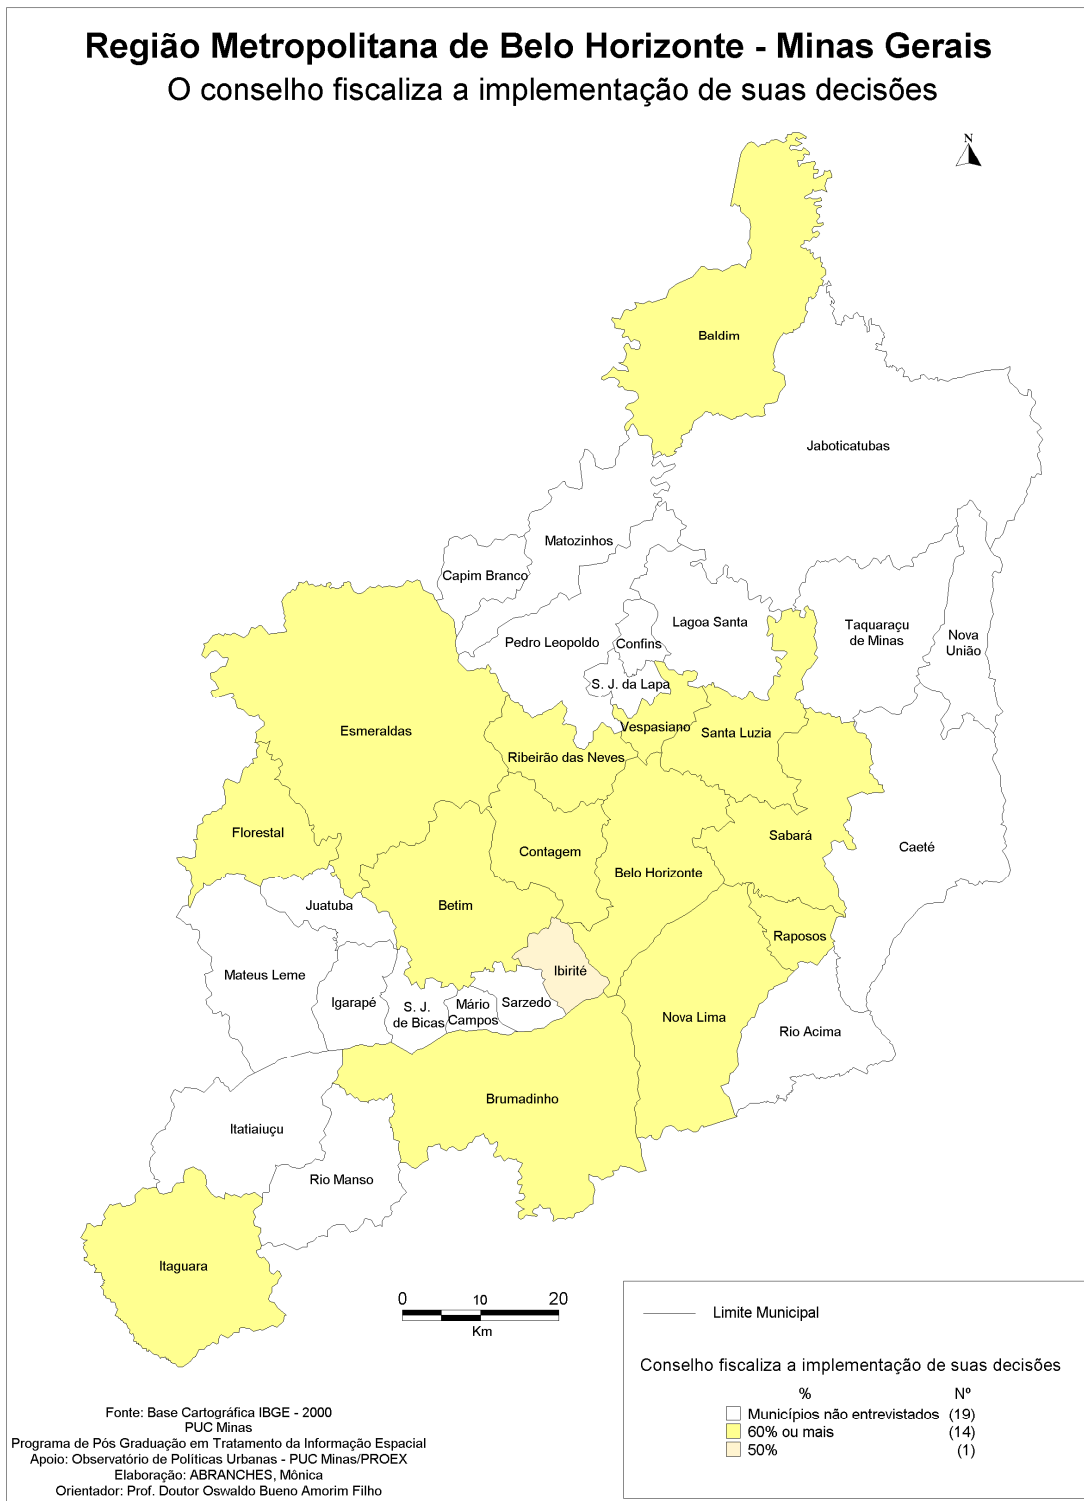 Região Metropolitana de Belo Horizonte - Minas Gerais
O conselho fiscaliza a implementação de suas decisões
N
Baldim
Jaboticatubas
Matozinhos
Capim Branco
Lagoa Santa
Taquaraçu
de Minas
Nova
União
Pedro Leopoldo
Confins
S. J. da Lapa
Esmeraldas
Vespasiano
Santa Luzia
Ribeirão das Neves
Florestal
Contagem
Sabará
Caeté
Belo Horizonte
Juatuba
Betim
Raposos
Mateus Leme
Ibirité
Igarapé
S. J.
de Bicas
Mário
Campos
Sarzedo
Nova Lima
Rio Acima
Brumadinho
Itatiaiuçu
Rio Manso
Itaguara
0 10 20
Km
Limite Municipal
Conselho fiscaliza a implementação de suas decisões
% Nº
Municípios não entrevistados (19)
60% ou mais (14)
50% (1)
Fonte: Base Cartográfica IBGE - 2000
PUC Minas
Programa de Pós Graduação em Tratamento da Informação Espacial
Apoio: Observatório de Políticas Urbanas - PUC Minas/PROEX
Elaboração: ABRANCHES, Mônica
Orientador: Prof. Doutor Oswaldo Bueno Amorim Filho